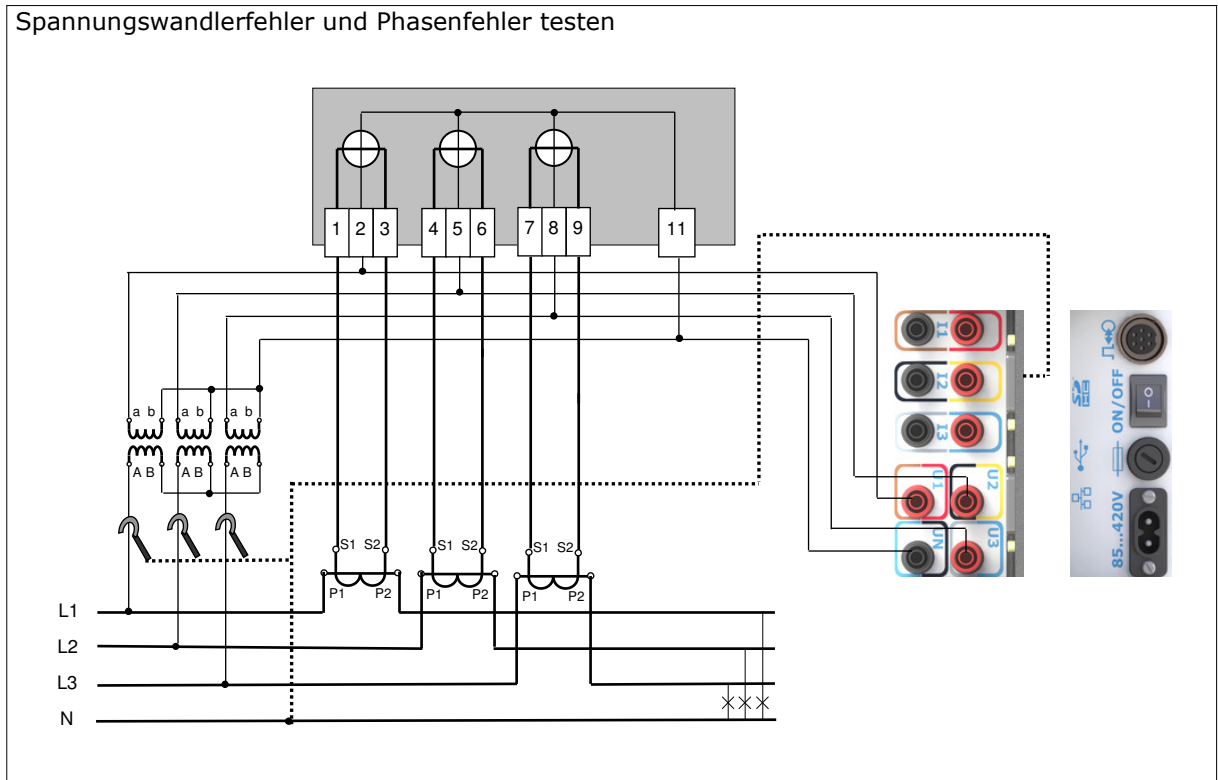 Spannungswandlerfehler und Phasenfehler testen
1 2 3 4 5 6 7 8 9 11
I1
I2
I3
U1 U2
UN U3
ON/OFF
85...420V
a b a b a b
A B A B A B
S1 S2 S1 S2 S1 S2
P1 P2 P1 P2 P1 P2
L1
L2
L3
N